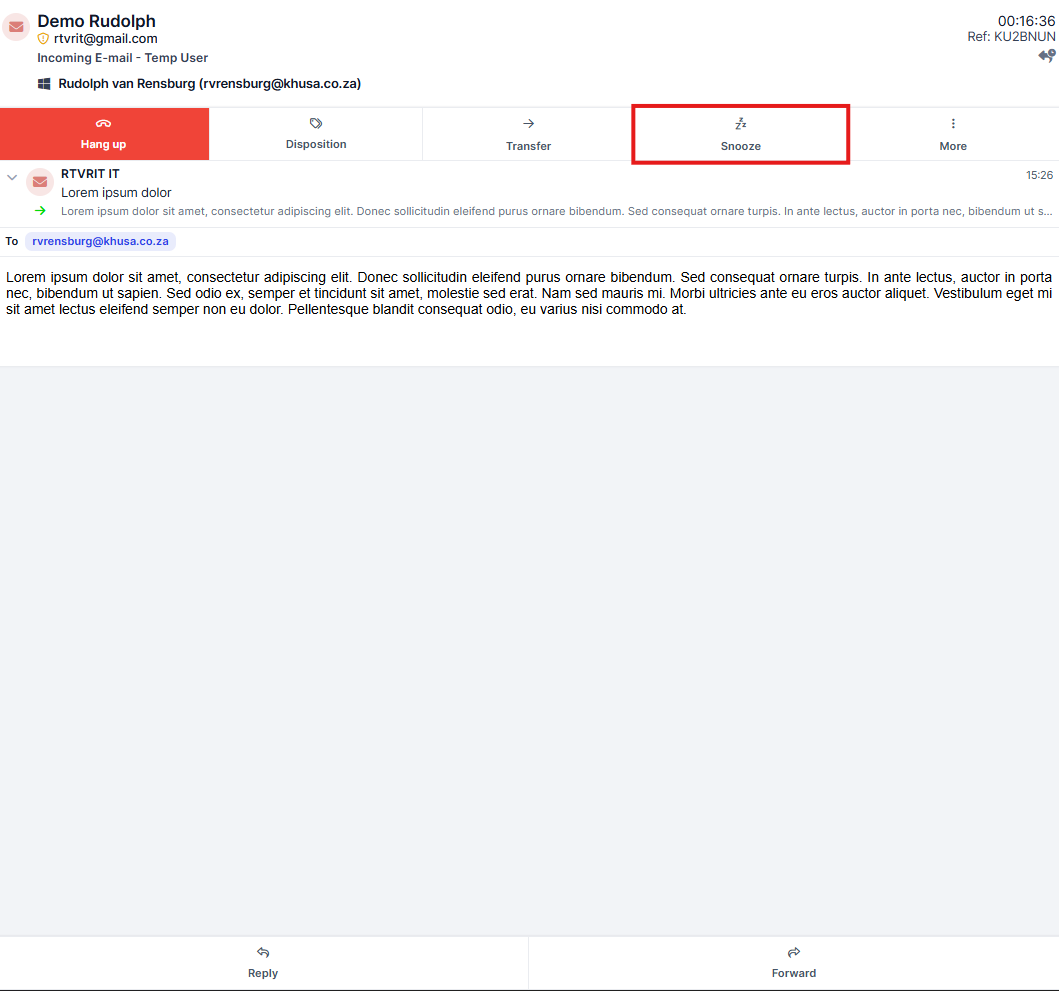 Demo Rudolph
00:16:36
rtvrit@gmail.com
Ref: KU2BNUN
Incoming E-mail - Temp User
Rudolph van Rensburg (rvrensburg@khusa.co.za)
Hang up
Disposition
Transfer
Snooze
More
RTVRIT IT
15:26
Lorem ipsum dolor
Lorem ipsum dolor sit amet, consectetur adipiscing elit. Donec sollicitudin eleifend purus ornare bibendum. Sed consequat ornare turpis. In ante lectus, auctor in porta nec, bibendum ut s...
To rvrensburg@khusa.co.za
Lorem ipsum dolor sit amet, consectetur adipiscing elit. Donec sollicitudin eleifend purus ornare bibendum. Sed consequat ornare turpis. In ante lectus, auctor in porta
nec, bibendum ut sapien. Sed odio ex, semper et tincidunt sit amet, molestie sed erat. Nam sed mauris mi. Morbi ultricies ante eu eros auctor aliquet. Vestibulum eget mi
sit amet lectus eleifend semper non eu dolor. Pellentesque blandit consequat odio, eu varius nisi commodo at.
Reply
Forward